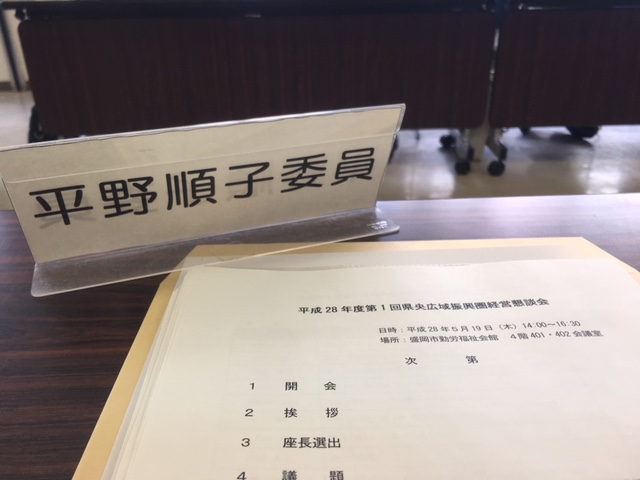 平野順子委員
平成28年度第1回県央広域振興圏経営懇談会
日時：平成28年5月19日（木）14:00～16:30
場所：盛岡市勤労福祉会館 4階401・402会議室
次 第
1 開 会
2 挨 拶
3 座長選出
4 議 題